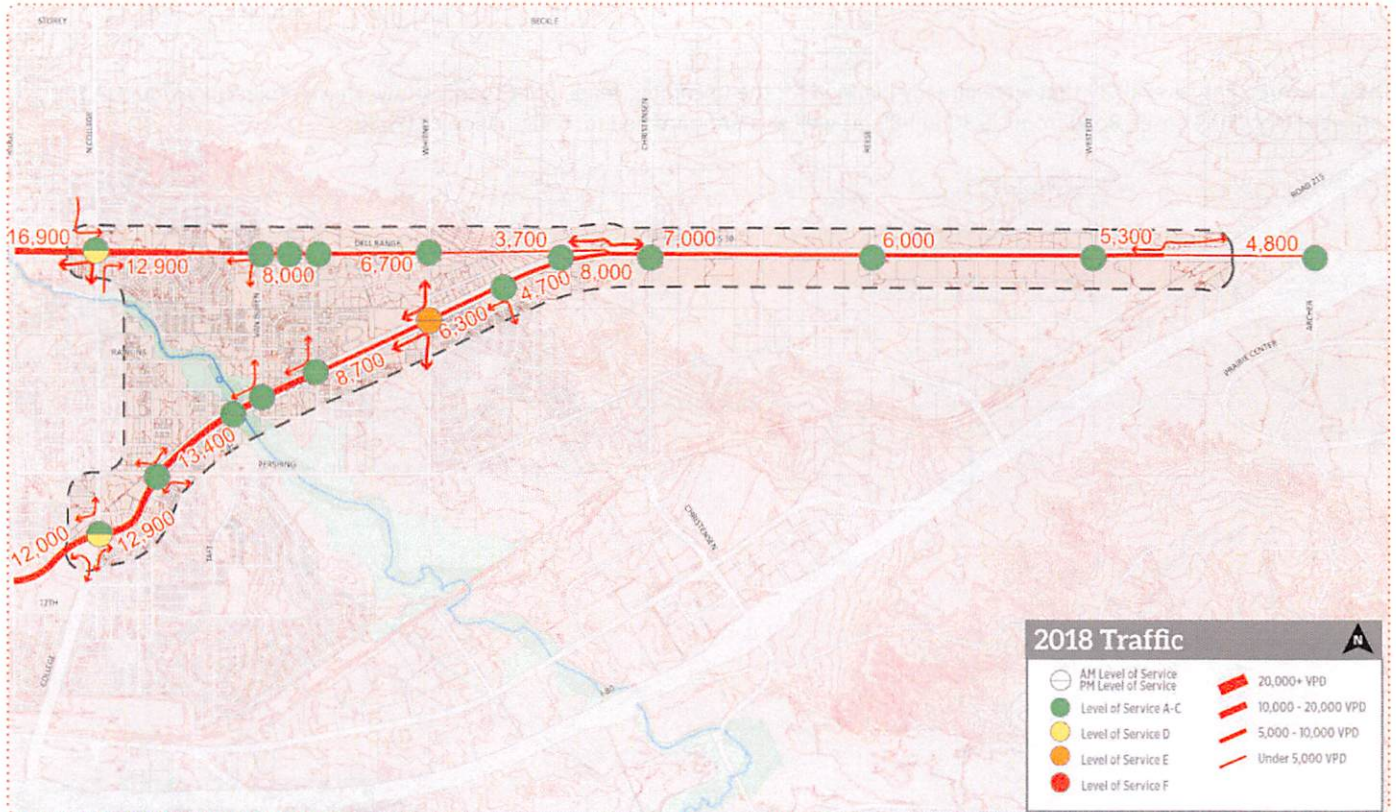 STOREY
BECKLE
N COLLEGE
WHITNEY
CHRISTENSEN
REESE
WESTEDT
ROAD 215
16,900
12,900
DELL RANGE
8,000
6,700
3,700
7,000
6,000
5,300
4,800
8,000
4,700
6,300
VAN BUREN
ARCHER
RAWLINS
8,700
PRAIRIE CENTER
13,400
PERSHING
12,900
12,000
TAFT
CHRISTENSEN
12TH
COLLEGE
I-80
2018 Traffic
N
AM Level of Service
PM Level of Service
Level of Service A-C
Level of Service D
Level of Service E
Level of Service F
20,000+ VPD
10,000 - 20,000 VPD
5,000 - 10,000 VPD
Under 5,000 VPD